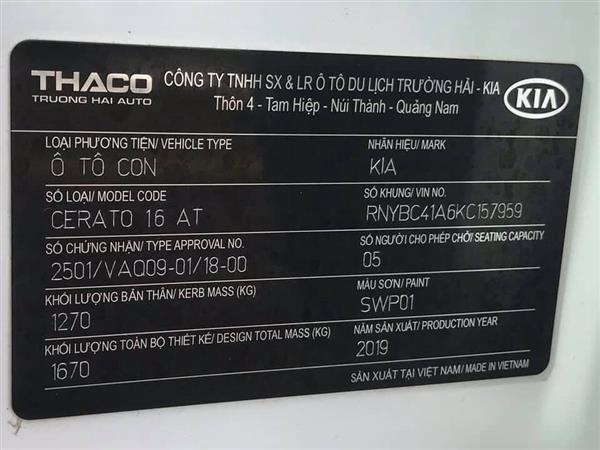 THACO
TRUONG HAI AUTO
CÔNG TY TNHH SX & LR Ô TÔ DU LỊCH TRƯỜNG HẢI - KIA
Thôn 4 - Tam Hiệp - Núi Thành - Quảng Nam
KIA
LOẠI PHƯƠNG TIỆN/ VEHICLE TYPE
Ô TÔ CON
NHÃN HIỆU/ MARK
KIA
SỐ LOẠI/ MODEL CODE
CERATO 16 AT
SỐ KHUNG/ VIN NO.
RNYBC41A6KC157959
SỐ CHỨNG NHẬN/ TYPE APPROVAL NO.
2501/VAQ09-01/18-00
SỐ NGƯỜI CHO PHÉP CHỞ/ SEATING CAPACITY
05
KHỐI LƯỢNG BẢN THÂN/ KERB MASS (KG)
1270
MÀU SƠN/ PAINT
SWP01
KHỐI LƯỢNG TOÀN BỘ THIẾT KẾ/ DESIGN TOTAL MASS (KG)
1670
NĂM SẢN XUẤT/ PRODUCTION YEAR
2019
SẢN XUẤT TẠI VIỆT NAM/ MADE IN VIETNAM